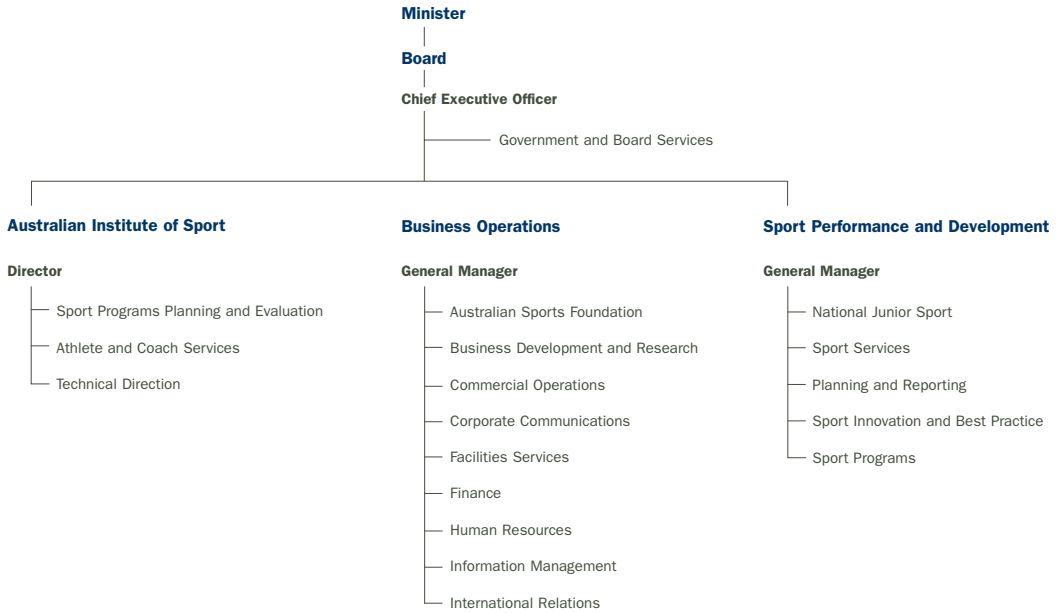 Minister
Board
Chief Executive Officer
Government and Board Services
Australian Institute of Sport
Director
Sport Programs Planning and Evaluation
Athlete and Coach Services
Technical Direction
Business Operations
General Manager
Australian Sports Foundation
Business Development and Research
Commercial Operations
Corporate Communications
Facilities Services
Finance
Human Resources
Information Management
International Relations
Sport Performance and Development
General Manager
National Junior Sport
Sport Services
Planning and Reporting
Sport Innovation and Best Practice
Sport Programs